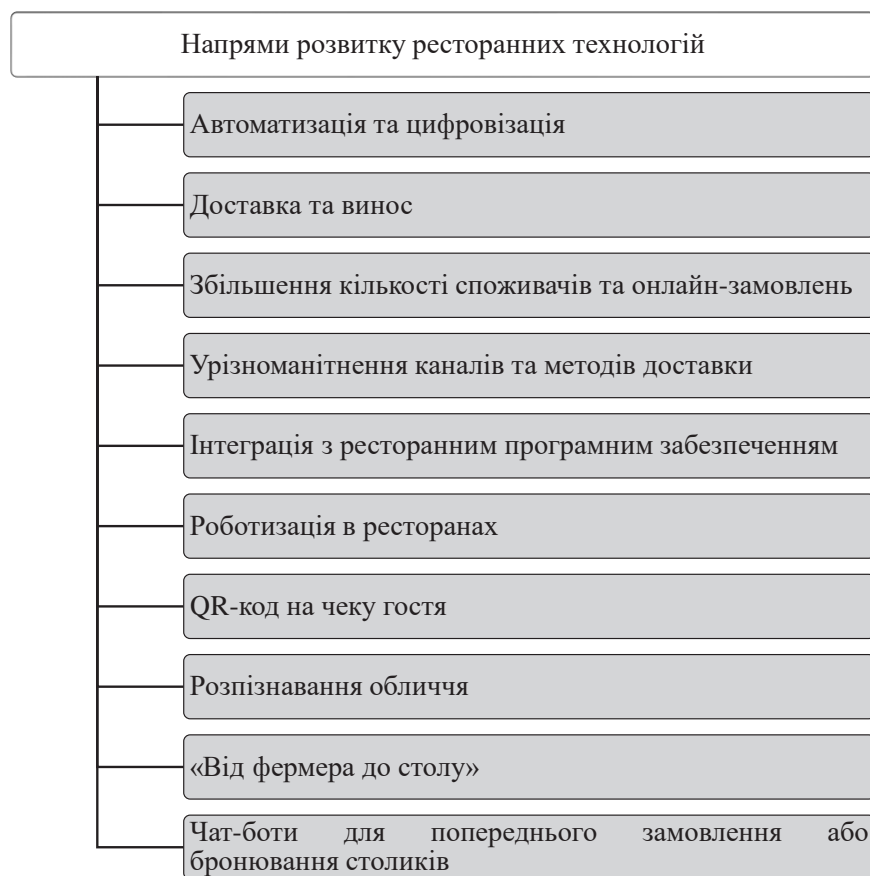 Напрями розвитку ресторанних технологій
Автоматизація та цифровізація
Доставка та винос
Збільшення кількості споживачів та онлайн-замовлень
Урізноманітнення каналів та методів доставки
Інтеграція з ресторанним програмним забезпеченням
Роботизація в ресторанах
QR-код на чеку гостя
Розпізнавання обличчя
«Від фермера до столу»
Чат-боти для попереднього замовлення або
бронювання столиків